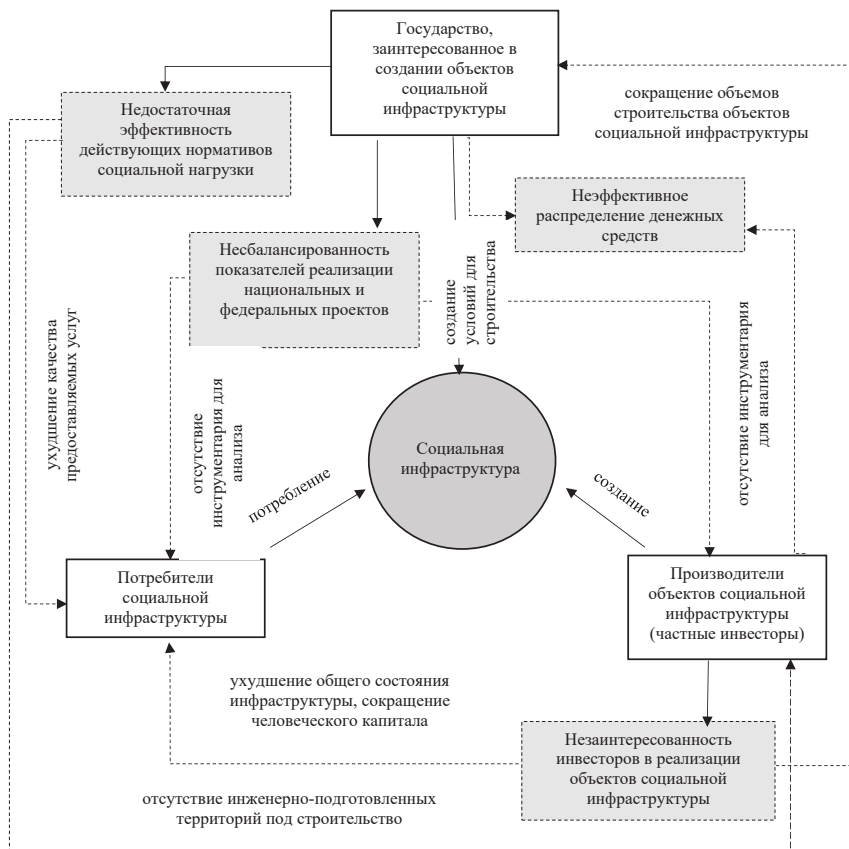 Государство,
заинтересованное в
создании объектов
социальной
инфраструктуры
сокращение объемов
строительства объектов
социальной инфраструктуры
Недостаточная
эффективность
действующих нормативов
социальной нагрузки
Неэффективное
распределение денежных
средств
Несбалансированность
показателей реализации
национальных и
федеральных проектов
создание
условий для
строительства
ухудшение качества
предоставляемых услуг
отсутствие
инструментария для
анализа
отсутствие инструментария
для анализа
Социальная
инфраструктура
потребление
создание
Потребители
социальной
инфраструктуры
Производители
объектов социальной
инфраструктуры
(частные инвесторы)
ухудшение общего состояния
инфраструктуры, сокращение
человеческого капитала
Незаинтересованность
инвесторов в реализации
объектов социальной
инфраструктуры
отсутствие инженерно-подготовленных
территорий под строительство